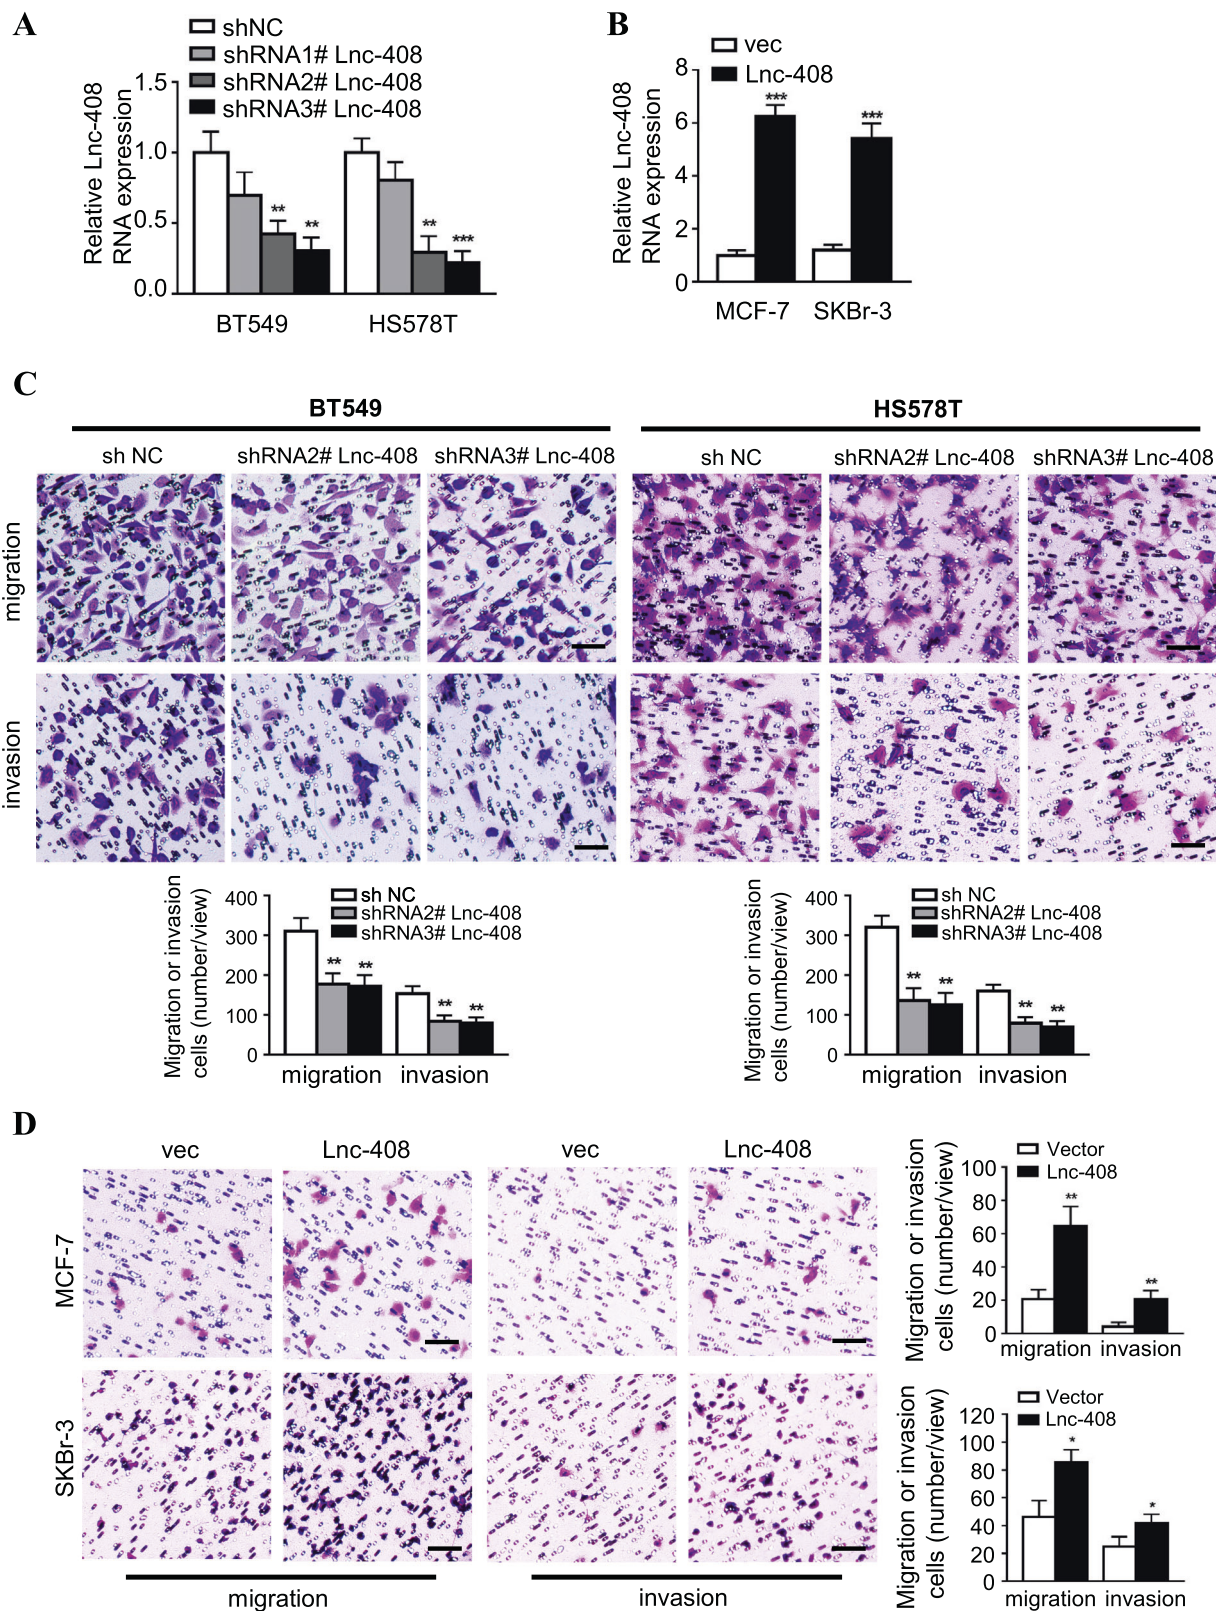 A
shNC
shRNA1# Lnc-408
shRNA2# Lnc-408
shRNA3# Lnc-408
Relative Lnc-408
RNA expression
1.5
1.0
0.5
0.0
**
**
**
***
BT549
HS578T
B
vec
Lnc-408
Relative Lnc-408
RNA expression
8
6
4
2
0
***
***
MCF-7
SKBr-3
C
BT549
HS578T
sh NC
shRNA2# Lnc-408
shRNA3# Lnc-408
sh NC
shRNA2# Lnc-408
shRNA3# Lnc-408
migration
invasion
Migration or invasion
cells (number/view)
400
300
200
100
0
sh NC
shRNA2# Lnc-408
shRNA3# Lnc-408
**
**
**
**
migration
invasion
Migration or invasion
cells (number/view)
400
300
200
100
0
sh NC
shRNA2# Lnc-408
shRNA3# Lnc-408
**
**
**
**
migration
invasion
D
vec
Lnc-408
vec
Lnc-408
MCF-7
SKBr-3
migration
invasion
Migration or invasion
cells (number/view)
Vector
Lnc-408
100
80
60
40
20
0
**
**
migration
invasion
Migration or invasion
cells (number/view)
Vector
Lnc-408
120
100
80
60
40
20
0
*
*
migration
invasion